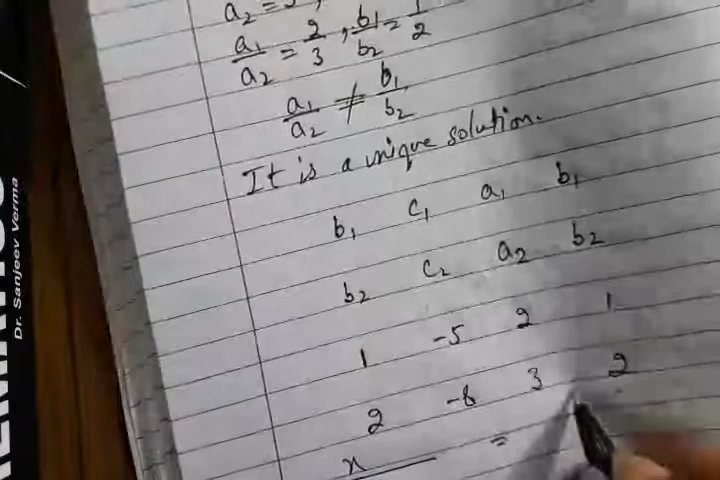 a₂ =
a₁/a₂ = 2/3, b₁/b₂ = 1/2
a₁/a₂ ≠ b₁/b₂
It is a unique solution.
b₁ c₁ a₁ b₁
b₂ c₂ a₂ b₂
1 -5 2 1
2 -8 3 2
x =
Dr. Sanjeev Verma